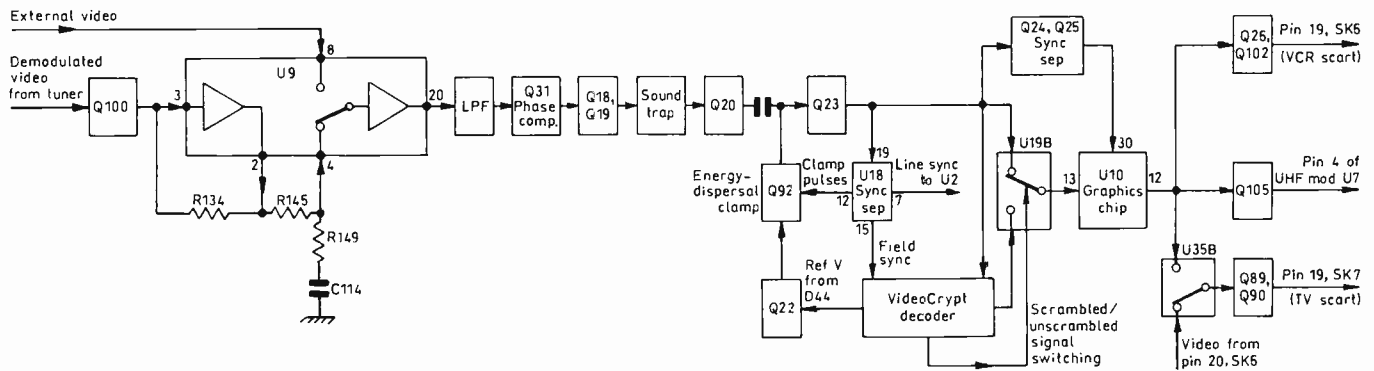 External video
Demodulated
video
from tuner
Q100
3
8
U9
2
4
20
R134
R145
R149
C114
LPF
Q31
Phase
comp.
Q18,
Q19
Sound
trap
Q20
Q23
Energy-
dispersal
clamp
Q92
Clamp
pulses
12
19
U18
Sync
sep
7
15
Line sync
to U2
Field
sync
Q22
Ref V
from
D44
VideoCrypt
decoder
Scrambled/
unscrambled
signal
switching
Q24, Q25
Sync
sep
U19B
30
13
U10
Graphics
chip
12
Q26,
Q102
Pin 19, SK6
(VCR scart)
Q105
Pin 4 of
UHF mod U7
U35B
Q89,
Q90
Pin 19, SK7
(TV scart)
Video from
pin 20, SK6